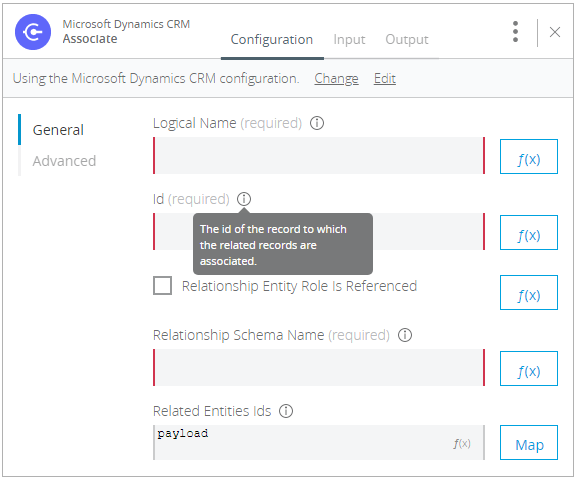 Microsoft Dynamics CRM
Associate
Configuration Input Output
Using the Microsoft Dynamics CRM configuration. Change Edit
General
Advanced
Logical Name (required)
f(x)
Id (required)
The id of the record to which
the related records are
associated.
f(x)
Relationship Entity Role Is Referenced
f(x)
Relationship Schema Name (required)
f(x)
Related Entities Ids
payload
f(x)
Map